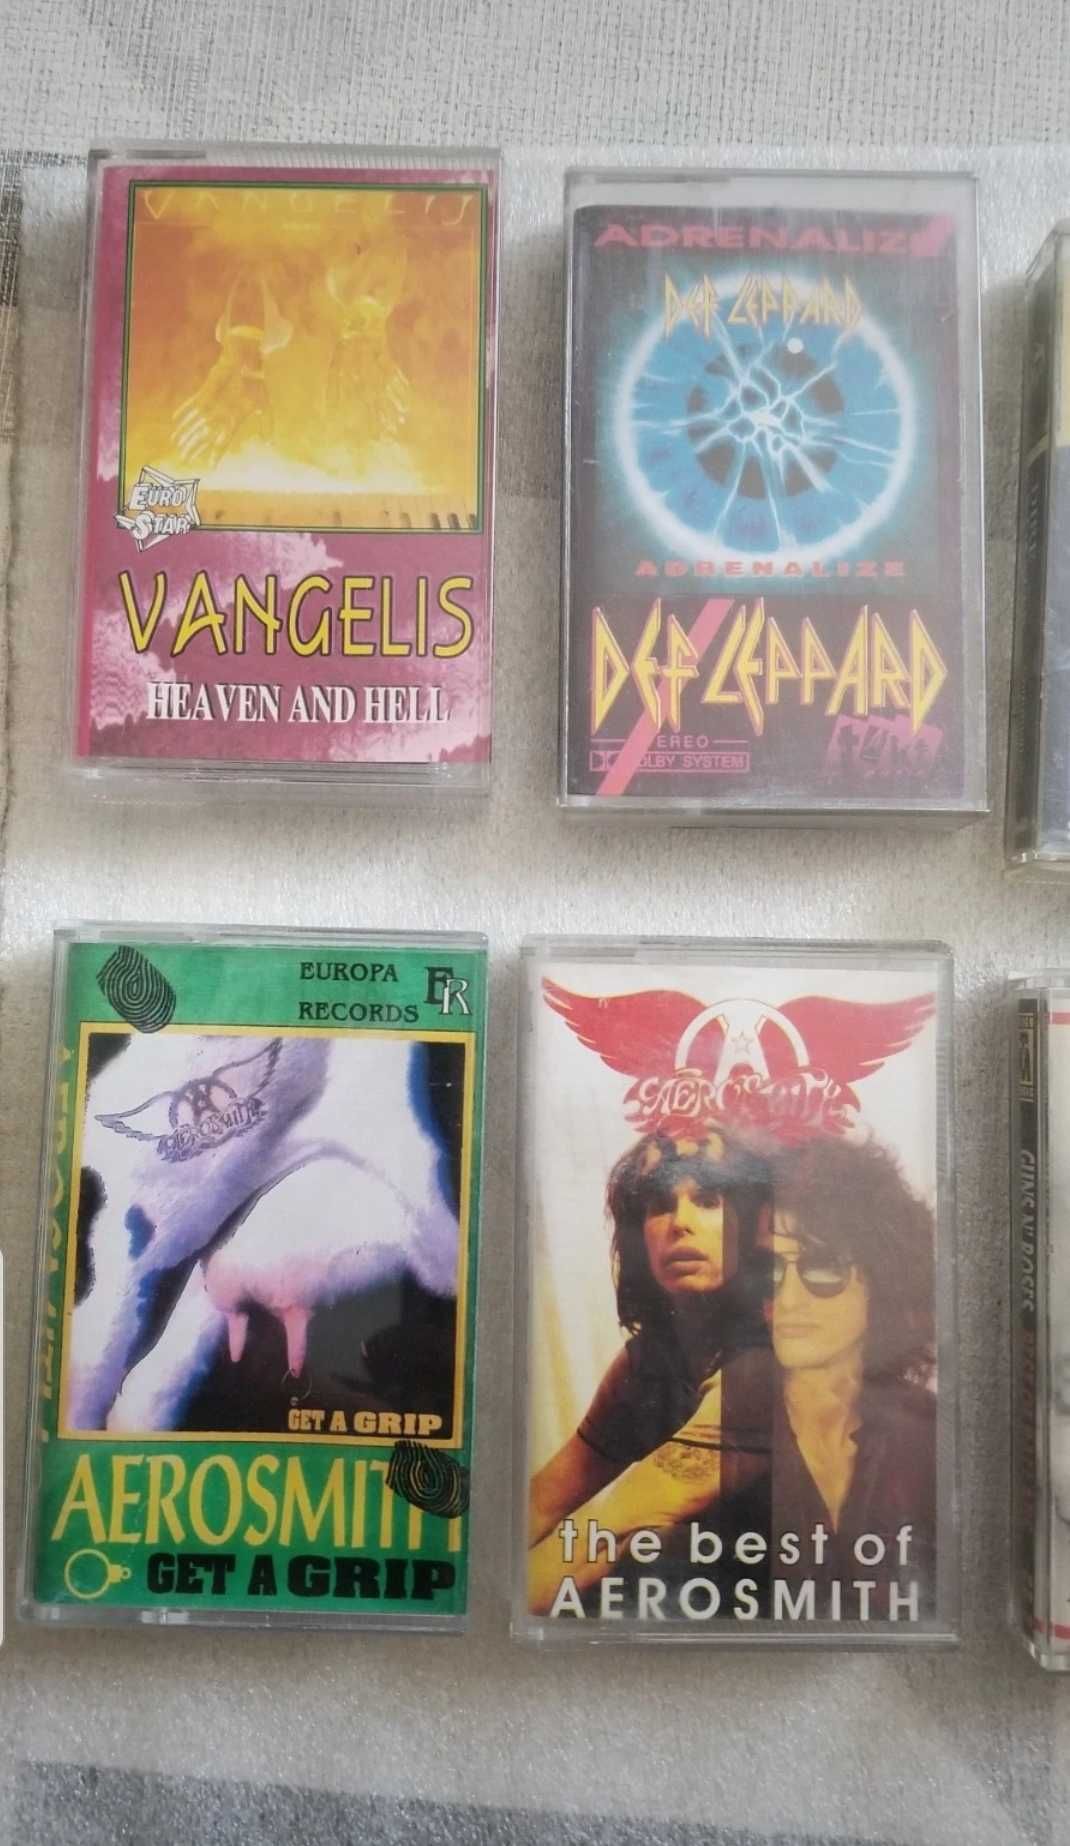 VANGELIS
EURO
STAR
VANGELIS
HEAVEN AND HELL
ADRENALIZE
DEF LEPPARD
ADRENALIZE
DEF LEPPARD
EREO
DOLBY SYSTEM
EUROPA
RECORDS
ER
AEROSMITH
AEROSMITH
GET A GRIP
AEROSMITH
GET A GRIP
A
AEROSMITH
the best of
AEROSMITH
GUNS N' ROSES